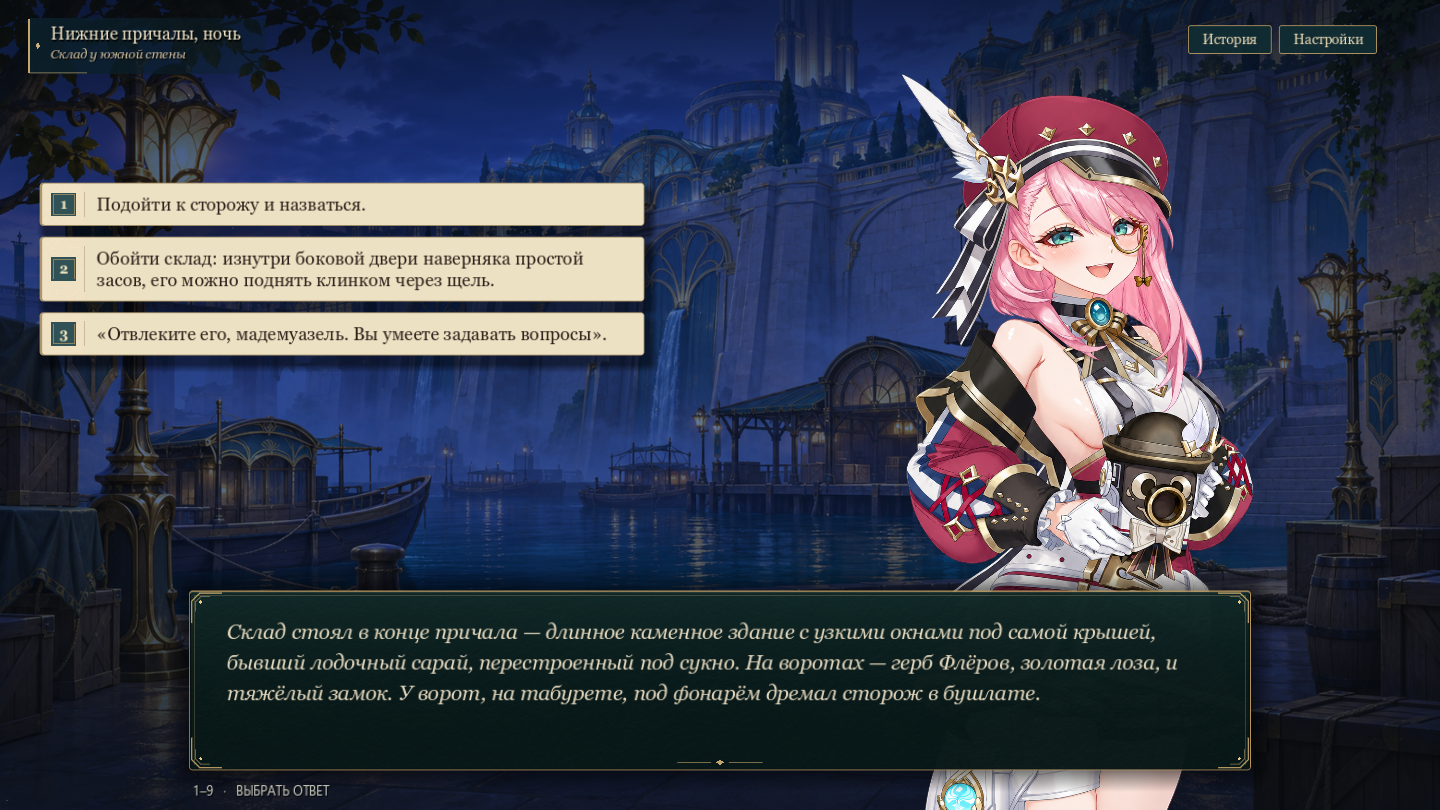 Нижние причалы, ночь
Склад у южной стены
История
Настройки
1 Подойти к сторожу и назваться.
2 Обойти склад: изнутри боковой двери наверняка простой
засов, его можно поднять клинком через щель.
3 «Отвлеките его, мадемуазель. Вы умеете задавать вопросы».
Склад стоял в конце причала — длинное каменное здание с узкими окнами под самой крышей,
бывший лодочный сарай, перестроенный под сукно. На воротах — герб Флёров, золотая лоза, и
тяжёлый замок. У ворот, на табурете, под фонарём дремал сторож в бушлате.
1–9 · ВЫБРАТЬ ОТВЕТ